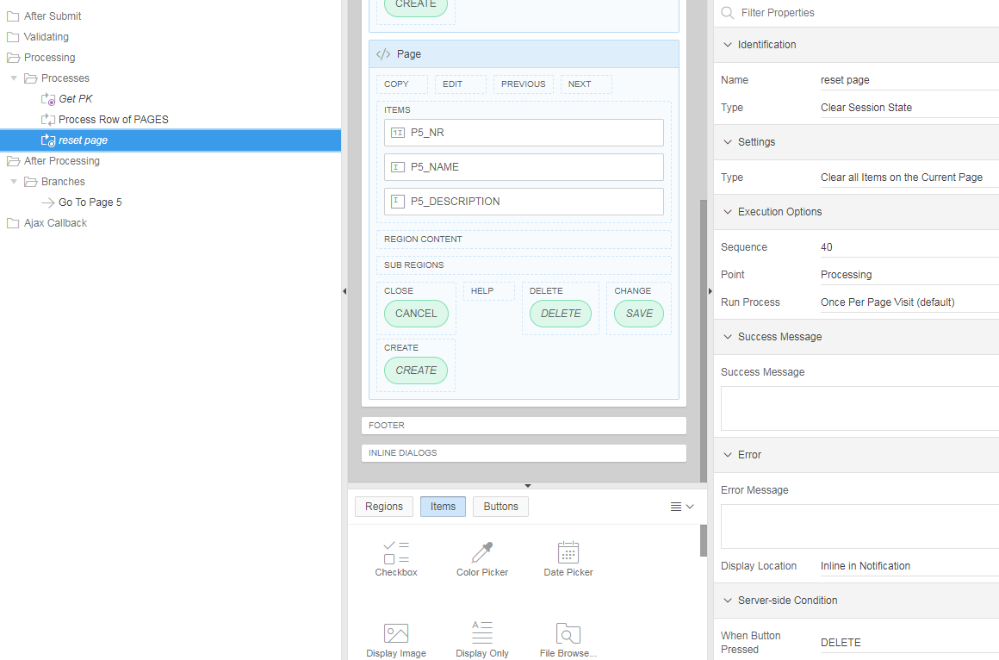 After Submit
Validating
Processing
Processes
Get PK
Process Row of PAGES
reset page
After Processing
Branches
Go To Page 5
Ajax Callback
CREATE
Page
COPY EDIT PREVIOUS NEXT
ITEMS
P5_NR
P5_NAME
P5_DESCRIPTION
REGION CONTENT
SUB REGIONS
CLOSE HELP DELETE CHANGE
CANCEL DELETE SAVE
CREATE
CREATE
FOOTER
INLINE DIALOGS
Regions Items Buttons
Checkbox Color Picker Date Picker
Display Image Display Only File Browse...
Filter Properties
Identification
Name reset page
Type Clear Session State
Settings
Type Clear all Items on the Current Page
Execution Options
Sequence 40
Point Processing
Run Process Once Per Page Visit (default)
Success Message
Success Message
Error
Error Message
Display Location Inline in Notification
Server-side Condition
When Button
Pressed DELETE